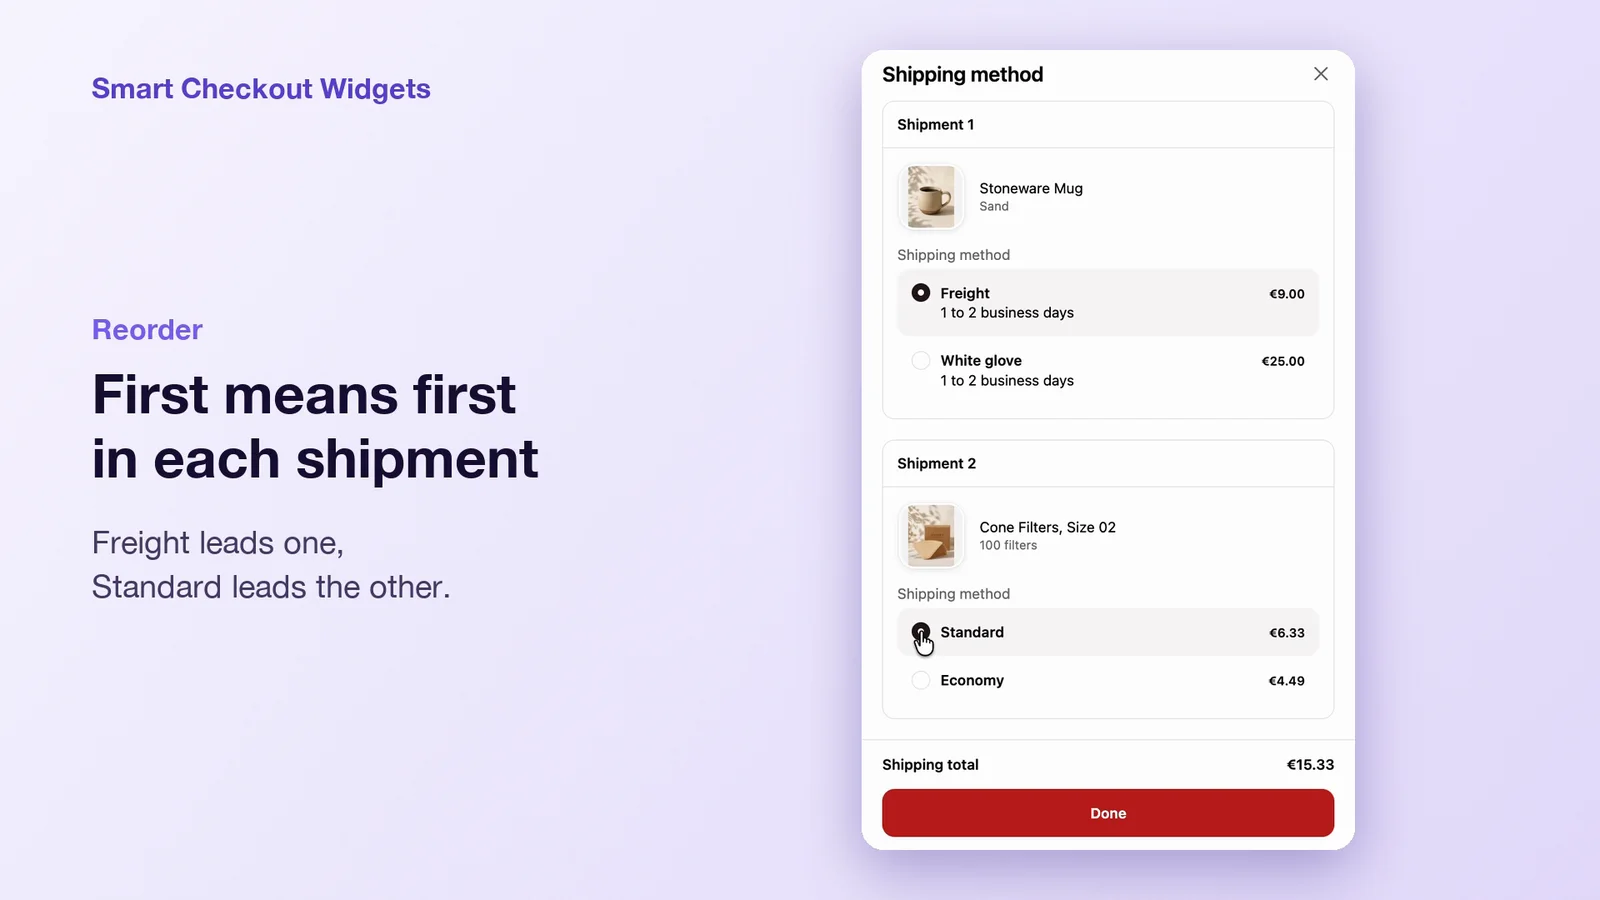 Smart Checkout Widgets
Reorder
First means first
in each shipment
Freight leads one,
Standard leads the other.
Shipping method
Shipment 1
Stoneware Mug
Sand
Shipping method
Freight €9.00
1 to 2 business days
White glove €25.00
1 to 2 business days
Shipment 2
Cone Filters, Size 02
100 filters
Shipping method
Standard €6.33
Economy €4.49
Shipping total €15.33
Done